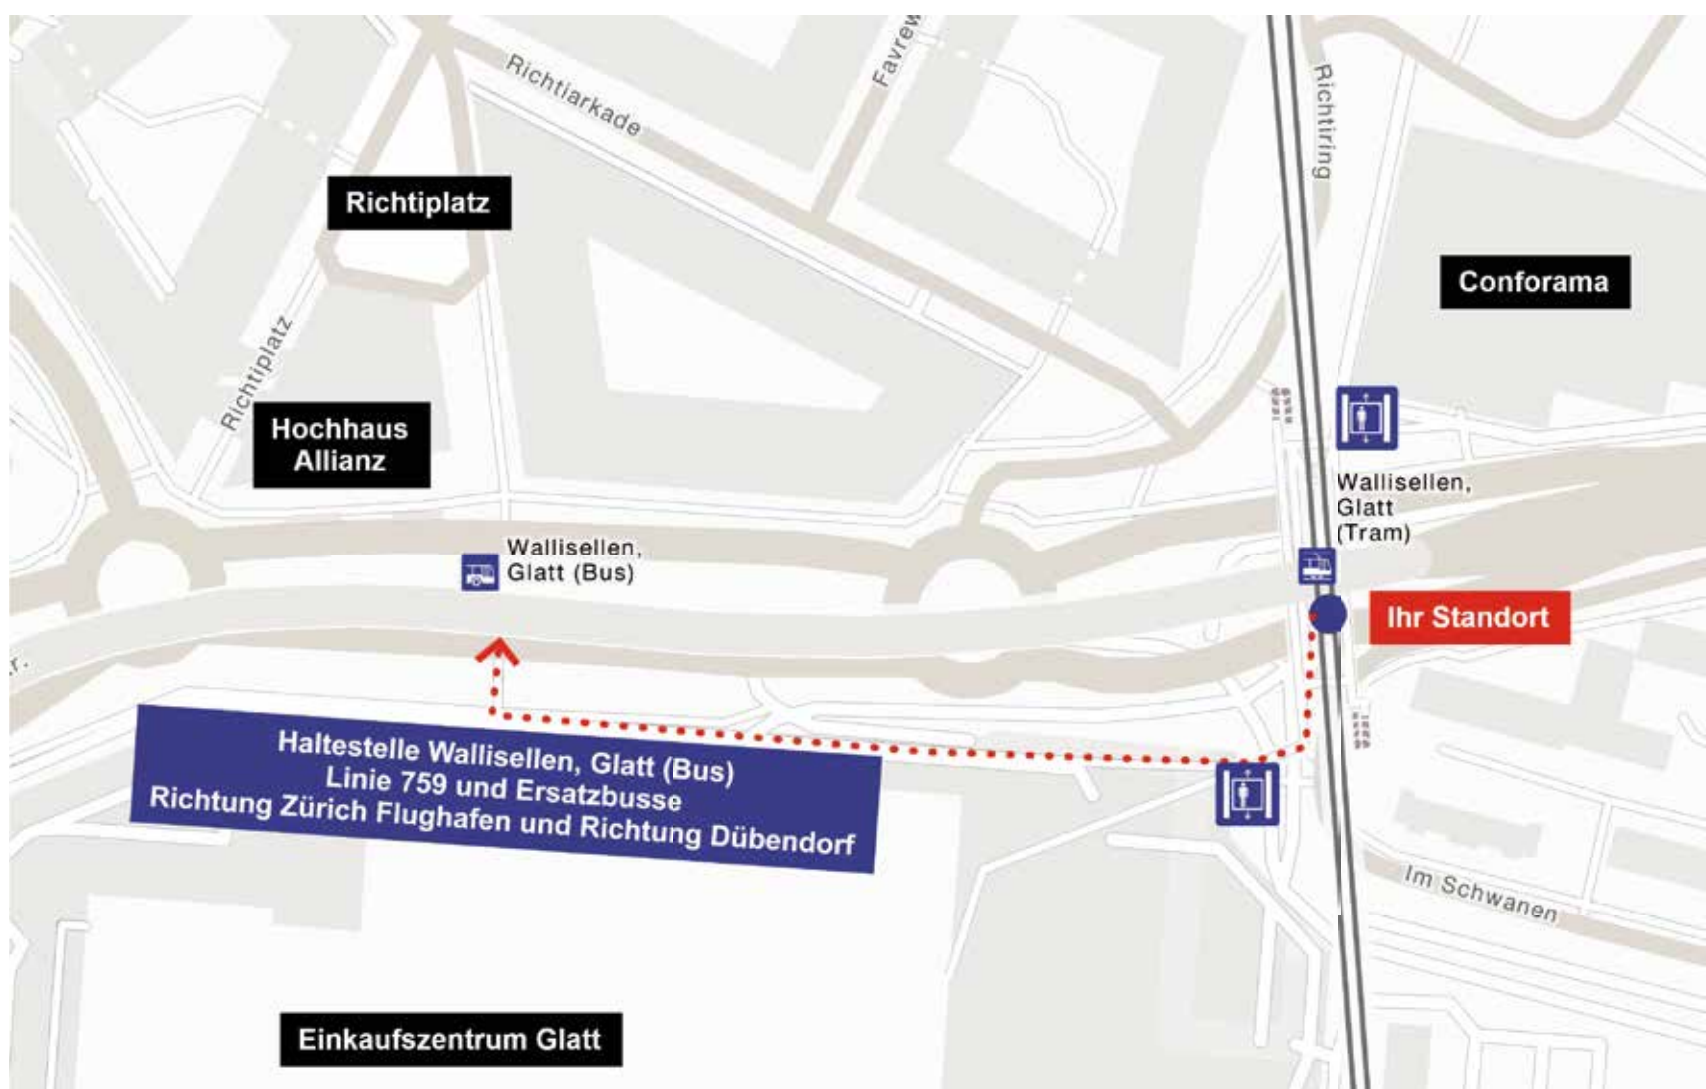 Richtiarkade
Favrew
Richtiring
Richtiplatz
Conforama
Richtiplatz
Hochhaus
Allianz
Wallisellen,
Glatt
(Tram)
Wallisellen,
Glatt (Bus)
Ihr Standort
r.
Haltestelle Wallisellen, Glatt (Bus)
Linie 759 und Ersatzbusse
Richtung Zürich Flughafen und Richtung Dübendorf
Im Schwanen
Einkaufszentrum Glatt